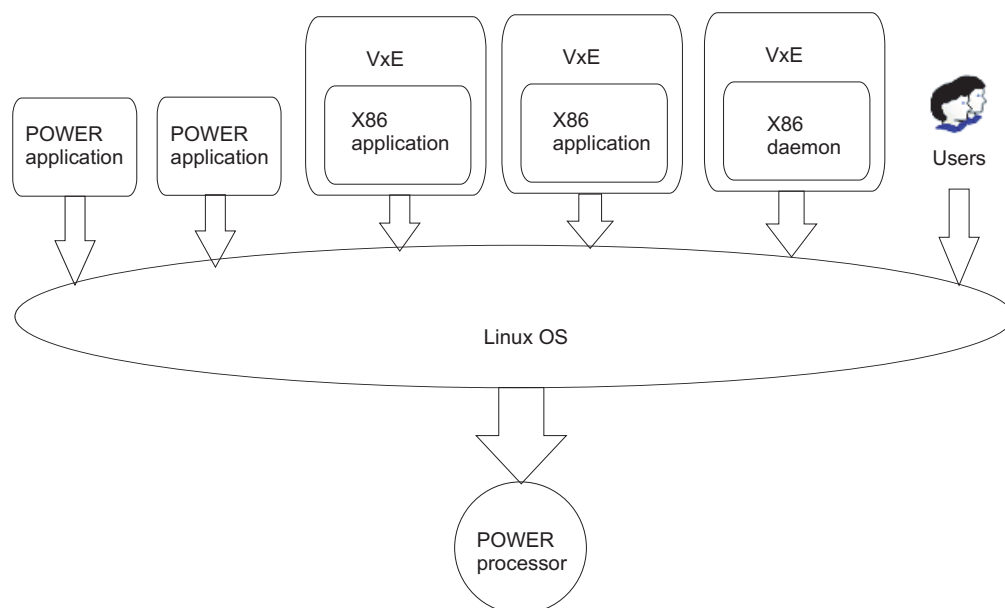 POWER
application
POWER
application
VxE
X86
application
VxE
X86
application
VxE
X86
daemon
Users
Linux OS
POWER
processor